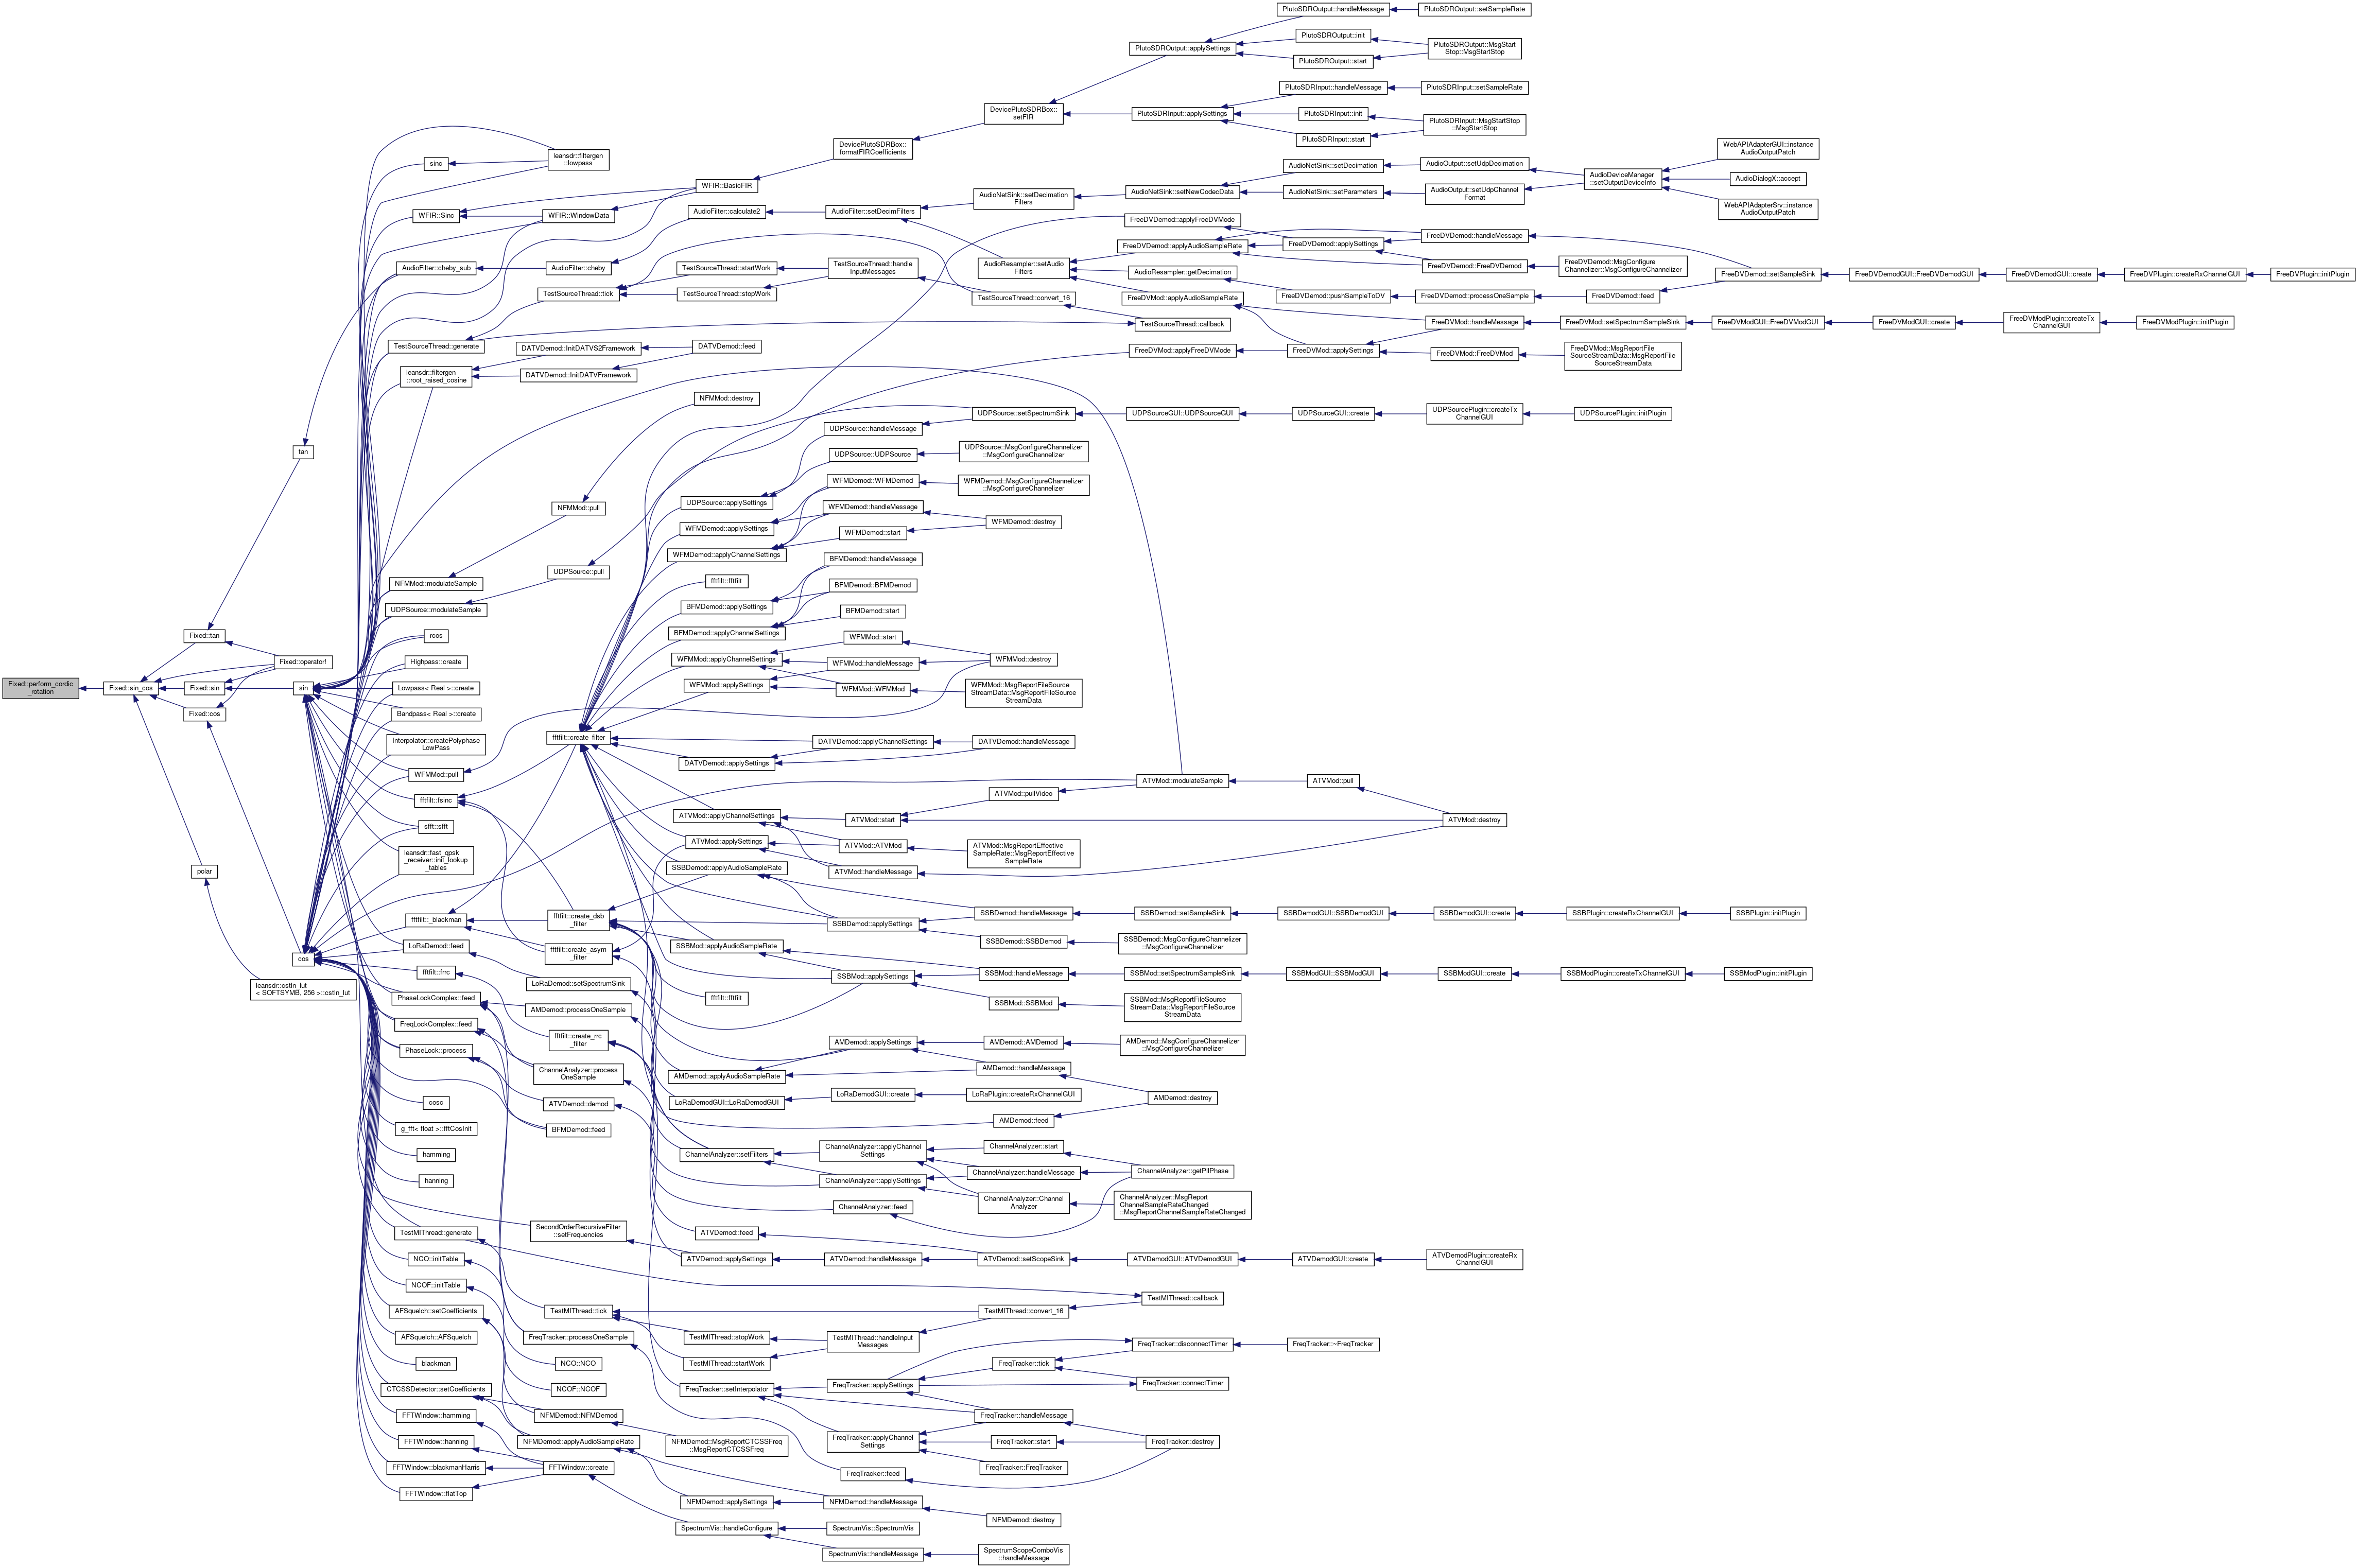 PlutoSDROutput::handleMessage
PlutoSDROutput::setSampleRate
PlutoSDROutput::applySettings
PlutoSDROutput::init
PlutoSDROutput::MsgStart
Stop::MsgStartStop
PlutoSDROutput::start
PlutoSDRInput::handleMessage
PlutoSDRInput::setSampleRate
DevicePlutoSDRBox::
setFIR
PlutoSDRInput::applySettings
PlutoSDRInput::init
PlutoSDRInput::MsgStartStop
::MsgStartStop
PlutoSDRInput::start
DevicePlutoSDRBox::
formatFIRCoefficients
leansdr::filtergen
::lowpass
sinc
WFIR::BasicFIR
WFIR::Sinc
WFIR::WindowData
WebAPIAdapterGUI::instance
AudioOutputPatch
AudioNetSink::setDecimation
AudioOutput::setUdpDecimation
AudioDeviceManager
::setOutputDeviceInfo
AudioDialogX::accept
AudioNetSink::setDecimation
Filters
AudioNetSink::setNewCodecData
AudioNetSink::setParameters
AudioOutput::setUdpChannel
Format
WebAPIAdapterSrv::instance
AudioOutputPatch
AudioFilter::calculate2
AudioFilter::setDecimFilters
FreeDVDemod::applyFreeDVMode
FreeDVDemod::applyAudioSampleRate
FreeDVDemod::applySettings
FreeDVDemod::handleMessage
AudioFilter::cheby_sub
AudioFilter::cheby
TestSourceThread::startWork
TestSourceThread::handle
InputMessages
AudioResampler::setAudio
Filters
AudioResampler::getDecimation
FreeDVDemod::FreeDVDemod
FreeDVDemod::MsgConfigure
Channelizer::MsgConfigureChannelizer
FreeDVDemod::setSampleSink
FreeDVDemodGUI::FreeDVDemodGUI
FreeDVDemodGUI::create
FreeDVPlugin::createRxChannelGUI
FreeDVPlugin::initPlugin
TestSourceThread::tick
TestSourceThread::stopWork
TestSourceThread::convert_16
FreeDVMod::applyAudioSampleRate
FreeDVDemod::pushSampleToDV
FreeDVDemod::processOneSample
FreeDVDemod::feed
TestSourceThread::callback
FreeDVMod::handleMessage
FreeDVMod::setSpectrumSampleSink
FreeDVModGUI::FreeDVModGUI
FreeDVModGUI::create
FreeDVModPlugin::createTx
ChannelGUI
FreeDVModPlugin::initPlugin
TestSourceThread::generate
DATVDemod::InitDATVS2Framework
DATVDemod::feed
FreeDVMod::applyFreeDVMode
FreeDVMod::applySettings
FreeDVMod::FreeDVMod
FreeDVMod::MsgReportFile
SourceStreamData::MsgReportFile
SourceStreamData
leansdr::filtergen
::root_raised_cosine
DATVDemod::InitDATVFramework
NFMMod::destroy
UDPSource::setSpectrumSink
UDPSourceGUI::UDPSourceGUI
UDPSourceGUI::create
UDPSourcePlugin::createTx
ChannelGUI
UDPSourcePlugin::initPlugin
UDPSource::handleMessage
tan
UDPSource::UDPSource
UDPSource::MsgConfigureChannelizer
::MsgConfigureChannelizer
WFMDemod::WFMDemod
WFMDemod::MsgConfigureChannelizer
::MsgConfigureChannelizer
UDPSource::applySettings
NFMMod::pull
WFMDemod::handleMessage
WFMDemod::applySettings
WFMDemod::start
WFMDemod::destroy
WFMDemod::applyChannelSettings
BFMDemod::handleMessage
UDPSource::pull
NFMMod::modulateSample
fftfilt::fftfilt
BFMDemod::BFMDemod
UDPSource::modulateSample
BFMDemod::applySettings
BFMDemod::start
Fixed::tan
rcos
BFMDemod::applyChannelSettings
WFMMod::start
Fixed::operator!
Highpass::create
WFMMod::applyChannelSettings
WFMMod::handleMessage
WFMMod::destroy
Fixed::perform_cordic
_rotation
Fixed::sin_cos
Fixed::sin
sin
Lowpass< Real >::create
WFMMod::applySettings
WFMMod::WFMMod
WFMMod::MsgReportFileSource
StreamData::MsgReportFileSource
StreamData
Fixed::cos
Bandpass< Real >::create
Interpolator::createPolyphase
LowPass
fftfilt::create_filter
DATVDemod::applyChannelSettings
DATVDemod::handleMessage
WFMMod::pull
DATVDemod::applySettings
ATVMod::modulateSample
ATVMod::pull
fftfilt::fsinc
ATVMod::pullVideo
sfft::sfft
ATVMod::applyChannelSettings
ATVMod::start
ATVMod::destroy
leansdr::fast_qpsk
_receiver::init_lookup
_tables
ATVMod::applySettings
ATVMod::ATVMod
ATVMod::MsgReportEffective
SampleRate::MsgReportEffective
SampleRate
polar
SSBDemod::applyAudioSampleRate
ATVMod::handleMessage
fftfilt::_blackman
fftfilt::create_dsb
_filter
SSBDemod::applySettings
SSBDemod::handleMessage
SSBDemod::setSampleSink
SSBDemodGUI::SSBDemodGUI
SSBDemodGUI::create
SSBPlugin::createRxChannelGUI
SSBPlugin::initPlugin
LoRaDemod::feed
fftfilt::create_asym
_filter
SSBMod::applyAudioSampleRate
SSBDemod::SSBDemod
SSBDemod::MsgConfigureChannelizer
::MsgConfigureChannelizer
cos
fftfilt::frrc
LoRaDemod::setSpectrumSink
SSBMod::applySettings
SSBMod::handleMessage
SSBMod::setSpectrumSampleSink
SSBModGUI::SSBModGUI
SSBModGUI::create
SSBModPlugin::createTxChannelGUI
SSBModPlugin::initPlugin
leansdr::cstln_lut
< SOFTSYMB, 256 >::cstln_lut
PhaseLockComplex::feed
AMDemod::processOneSample
fftfilt::fftfilt
SSBMod::SSBMod
SSBMod::MsgReportFileSource
StreamData::MsgReportFileSource
StreamData
FreqLockComplex::feed
fftfilt::create_rrc
_filter
AMDemod::applySettings
AMDemod::AMDemod
AMDemod::MsgConfigureChannelizer
::MsgConfigureChannelizer
PhaseLock::process
ChannelAnalyzer::process
OneSample
AMDemod::applyAudioSampleRate
AMDemod::handleMessage
cosc
ATVDemod::demod
LoRaDemodGUI::LoRaDemodGUI
LoRaDemodGUI::create
LoRaPlugin::createRxChannelGUI
AMDemod::destroy
g_fft< float >::fftCosInit
BFMDemod::feed
AMDemod::feed
hamming
ChannelAnalyzer::setFilters
ChannelAnalyzer::applyChannel
Settings
ChannelAnalyzer::start
hanning
ChannelAnalyzer::applySettings
ChannelAnalyzer::handleMessage
ChannelAnalyzer::getPllPhase
ChannelAnalyzer::feed
ChannelAnalyzer::Channel
Analyzer
ChannelAnalyzer::MsgReport
ChannelSampleRateChanged
::MsgReportChannelSampleRateChanged
TestMIThread::generate
SecondOrderRecursiveFilter
::setFrequencies
ATVDemod::feed
NCO::initTable
ATVDemod::applySettings
ATVDemod::handleMessage
ATVDemod::setScopeSink
ATVDemodGUI::ATVDemodGUI
ATVDemodGUI::create
ATVDemodPlugin::createRx
ChannelGUI
NCOF::initTable
TestMIThread::callback
AFSquelch::setCoefficients
TestMIThread::tick
TestMIThread::convert_16
AFSquelch::AFSquelch
FreqTracker::processOneSample
TestMIThread::stopWork
TestMIThread::handleInput
Messages
FreqTracker::disconnectTimer
FreqTracker::~FreqTracker
blackman
NCO::NCO
TestMIThread::startWork
FreqTracker::tick
CTCSSDetector::setCoefficients
NCOF::NCOF
FreqTracker::setInterpolator
FreqTracker::applySettings
FreqTracker::connectTimer
FFTWindow::hamming
NFMDemod::NFMDemod
FreqTracker::handleMessage
FFTWindow::hanning
NFMDemod::applyAudioSampleRate
NFMDemod::MsgReportCTCSSFreq
::MsgReportCTCSSFreq
FreqTracker::applyChannel
Settings
FreqTracker::start
FreqTracker::destroy
FFTWindow::blackmanHarris
FFTWindow::create
FreqTracker::feed
FreqTracker::FreqTracker
FFTWindow::flatTop
NFMDemod::applySettings
NFMDemod::handleMessage
NFMDemod::destroy
SpectrumVis::handleConfigure
SpectrumVis::SpectrumVis
SpectrumVis::handleMessage
SpectrumScopeComboVis
::handleMessage